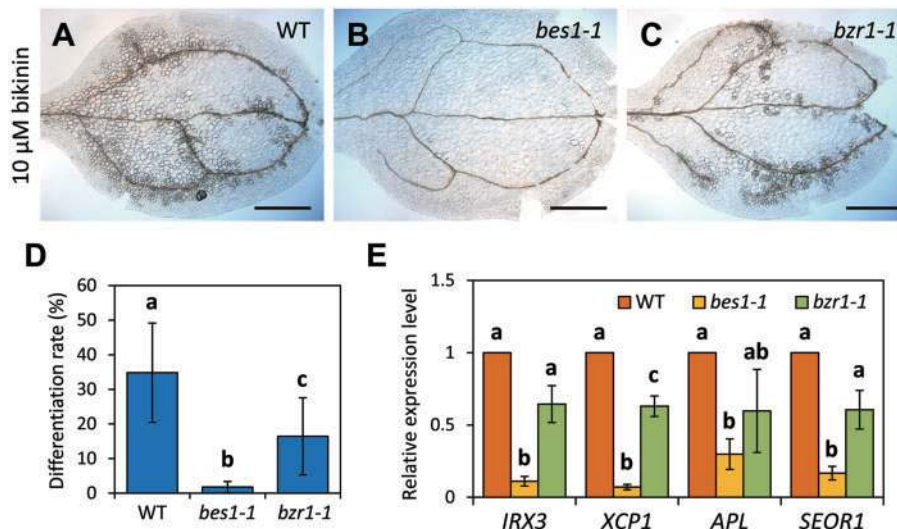 A WT
B bes1-1
C bzr1-1
10 µM bikinin
D
Differentiation rate (%)
60
50
40
30
20
10
0
a
b
c
WT bes1-1 bzr1-1
E
Relative expression level
1.5
1
0.5
0
WT bes1-1 bzr1-1
a b a
a b c
a b ab
a b a
IRX3 XCP1 APL SEOR1